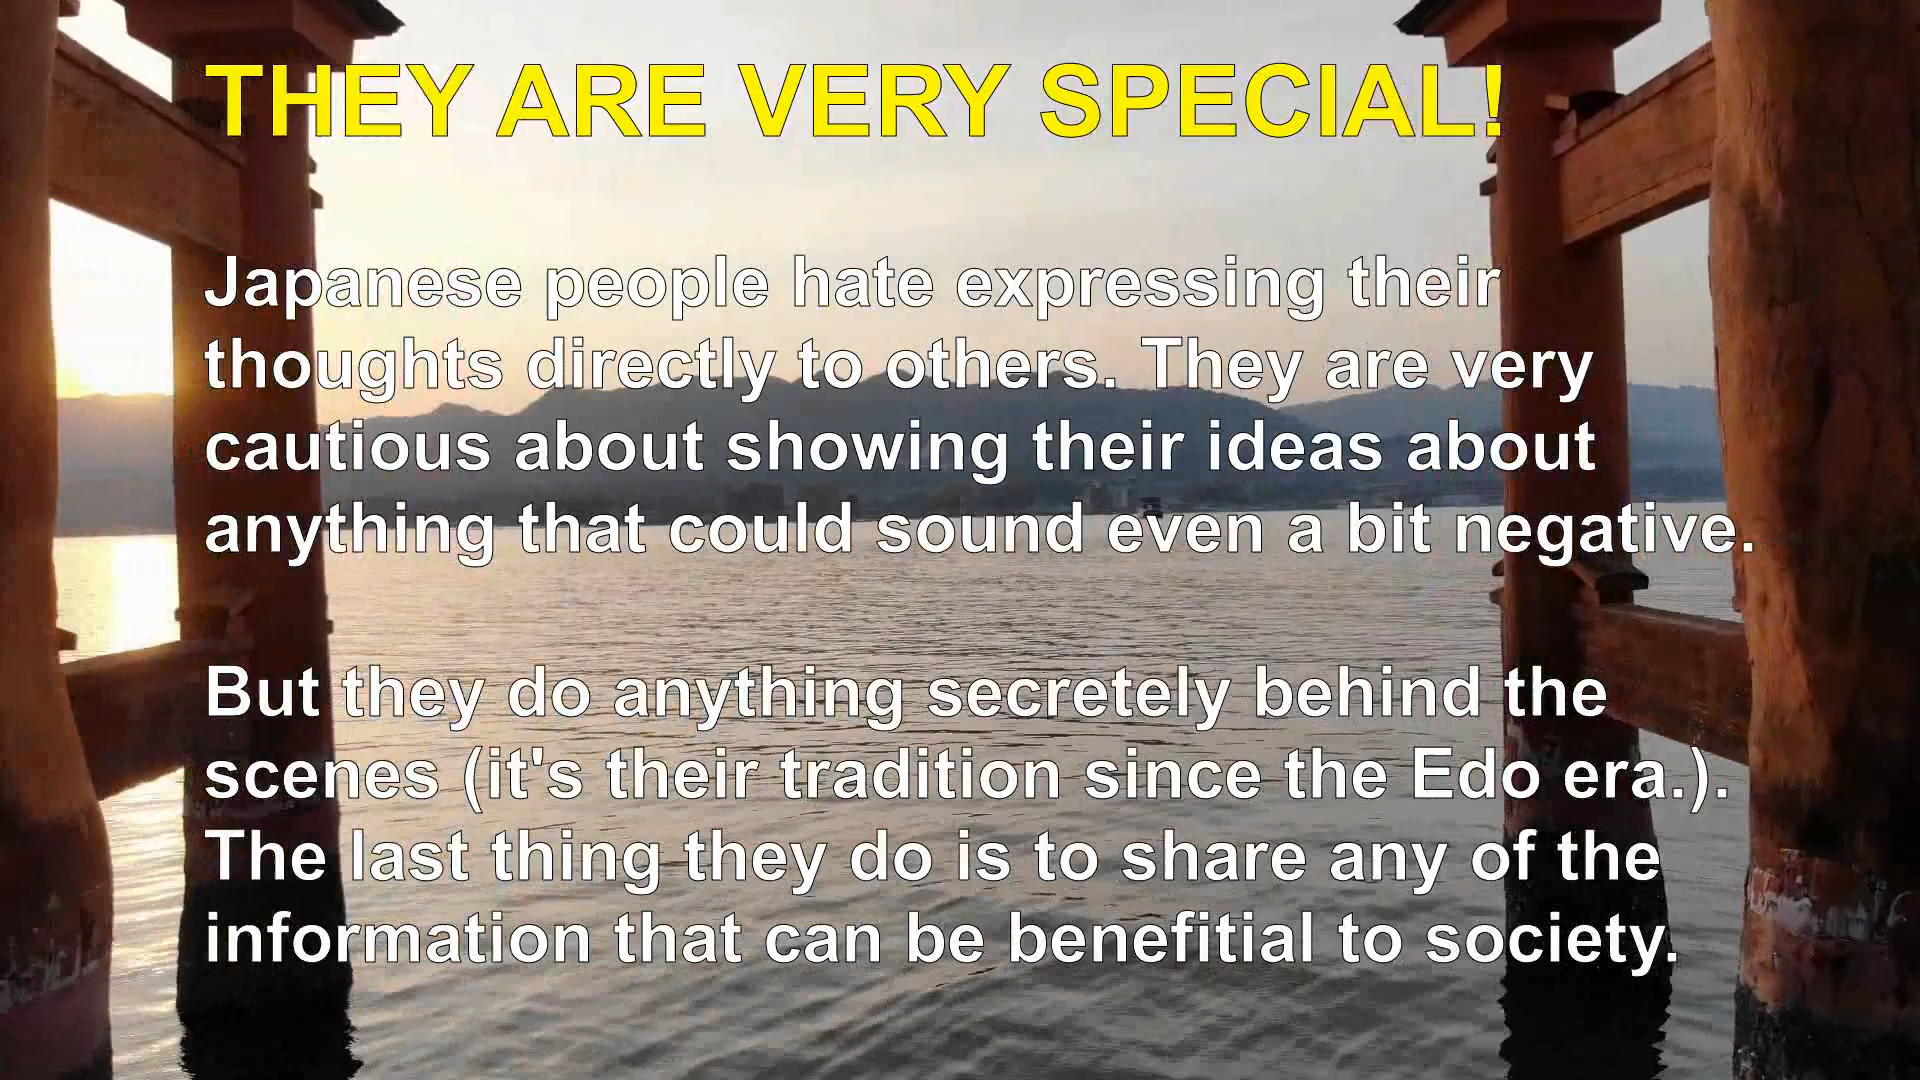 THEY ARE VERY SPECIAL!
Japanese people hate expressing their
thoughts directly to others. They are very
cautious about showing their ideas about
anything that could sound even a bit negative.
But they do anything secretely behind the
scenes (it's their tradition since the Edo era.).
The last thing they do is to share any of the
information that can be benefitial to society.